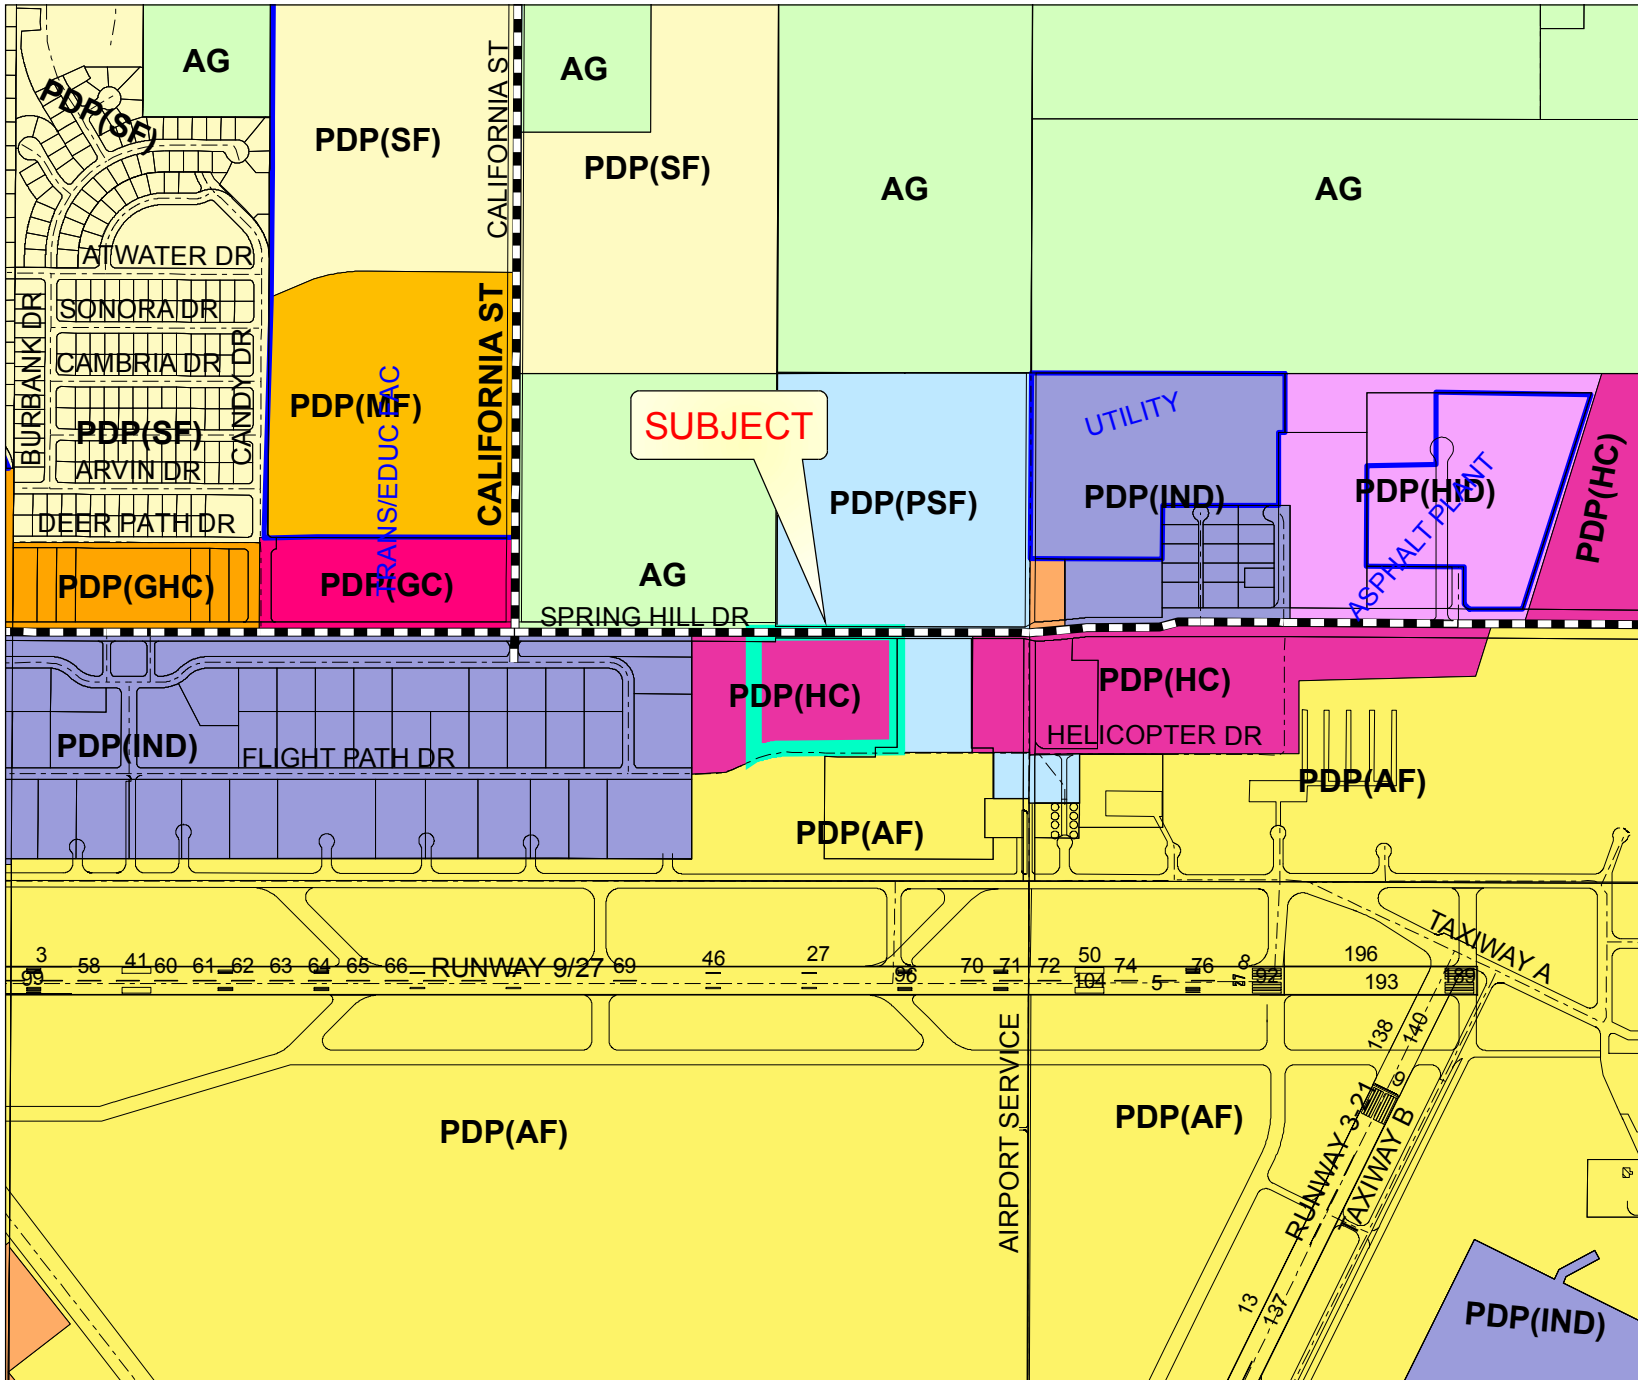 AG
AG
CALIFORNIA ST
PDP(SF)
PDP(SF)
PDP(SF)
AG
AG
ATWATER DR
SONORA DR
BURBANK DR
CAMBRIA DR
CANDY DR
CALIFORNIA ST
PDP(MF)
TRANS/EDUC FAC
SUBJECT
UTILITY
PDP(SF)
ARVIN DR
PDP(HC)
PDP(PSF)
PDP(IND)
PDP(HID)
ASPHALT PLANT
DEER PATH DR
PDP(GHC)
PDP(GC)
AG
SPRING HILL DR
PDP(HC)
PDP(HC)
PDP(IND)
FLIGHT PATH DR
HELICOPTER DR
PDP(AF)
PDP(AF)
TAXIWAY A
3
58
41
60
61
62
63
64
65
66
RUNWAY 9/27
69
46
27
70
71
72
50
74
76
8
196
99
96
104
5
27
92
193
189
138
140
AIRPORT SERVICE
9
RUNWAY 3-21
TAXIWAY B
PDP(AF)
PDP(AF)
13
137
PDP(IND)